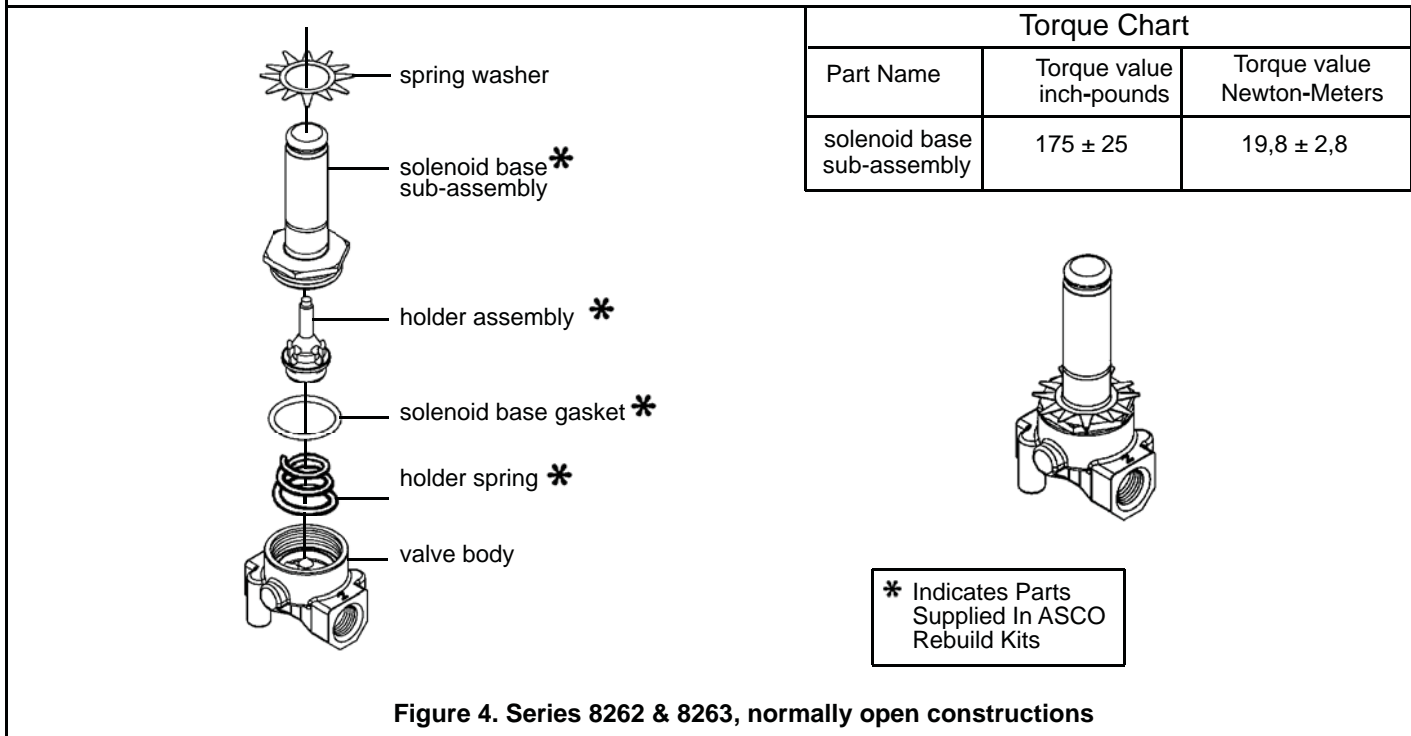 spring washer
solenoid base *
sub-assembly
holder assembly *
solenoid base gasket *
holder spring *
valve body
Torque Chart
Part Name
Torque value
inch-pounds
Torque value
Newton-Meters
solenoid base
sub-assembly
175 ± 25
19,8 ± 2,8
* Indicates Parts
Supplied In ASCO
Rebuild Kits
Figure 4. Series 8262 & 8263, normally open constructions